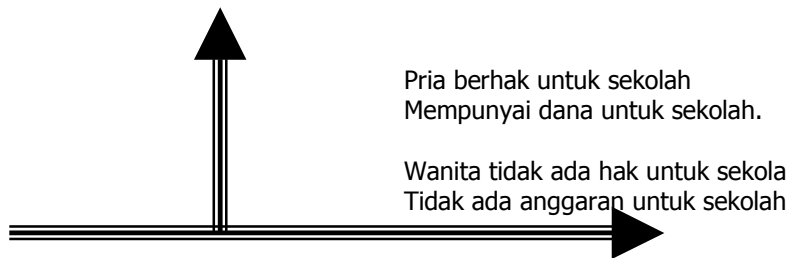 Pria berhak untuk sekolah
Mempunyai dana untuk sekolah.
Wanita tidak ada hak untuk sekola
Tidak ada anggaran untuk sekolah